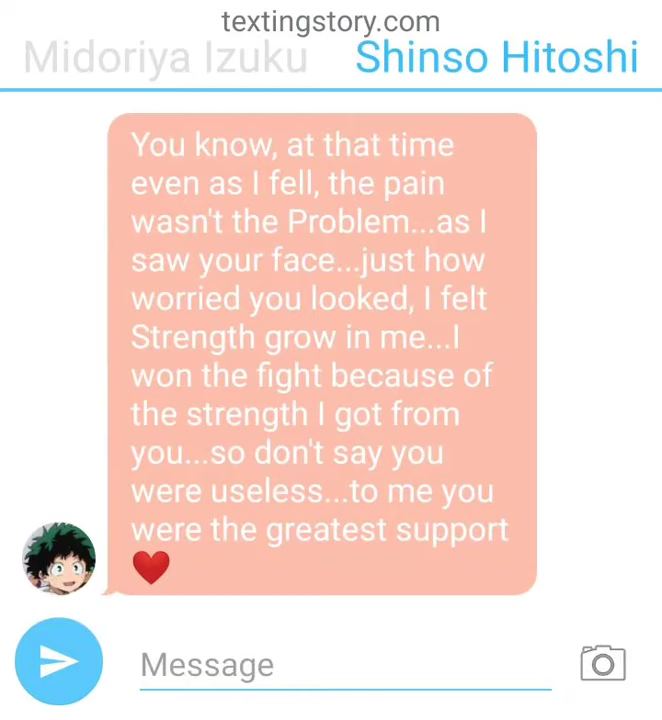 textingstory.com
Midoriya Izuku Shinso Hitoshi
You know, at that time
even as I fell, the pain
wasn't the Problem...as I
saw your face...just how
worried you looked, I felt
Strength grow in me...I
won the fight because of
the strength I got from
you...so don't say you
were useless...to me you
were the greatest support
❤️
Message